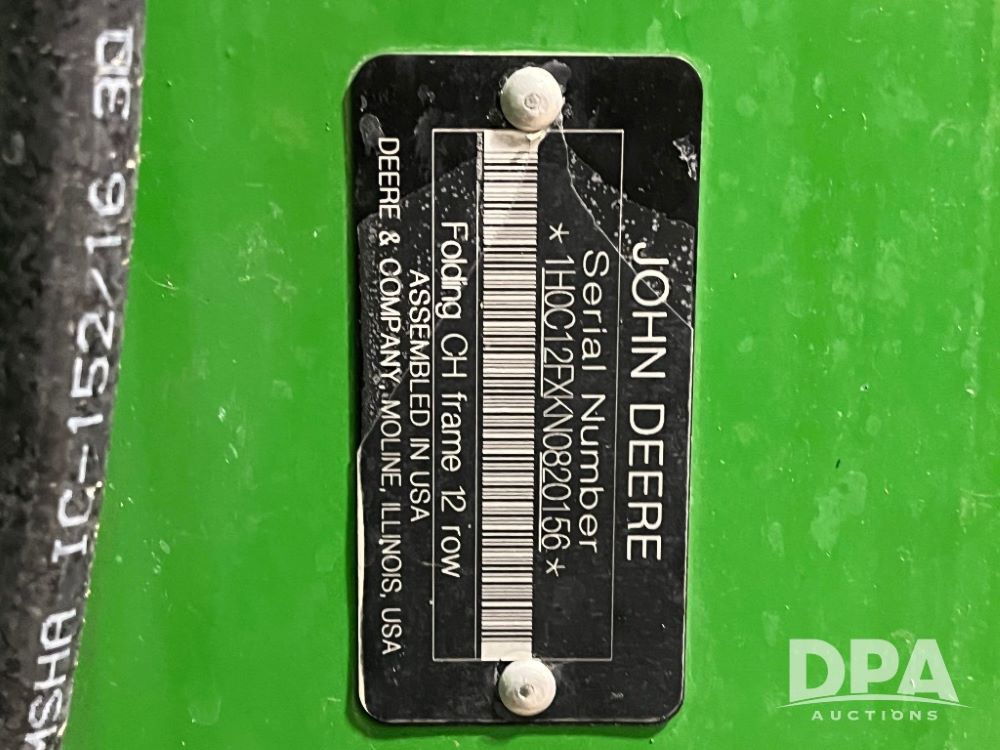 JOHN DEERE
Serial Number
* 1H0C12FXKN0820156 *
Folding CH frame 12 row
ASSEMBLED IN USA
DEERE & COMPANY, MOLINE, ILLINOIS, USA
MSHA IC-152/16 3Q
DPA
AUCTIONS